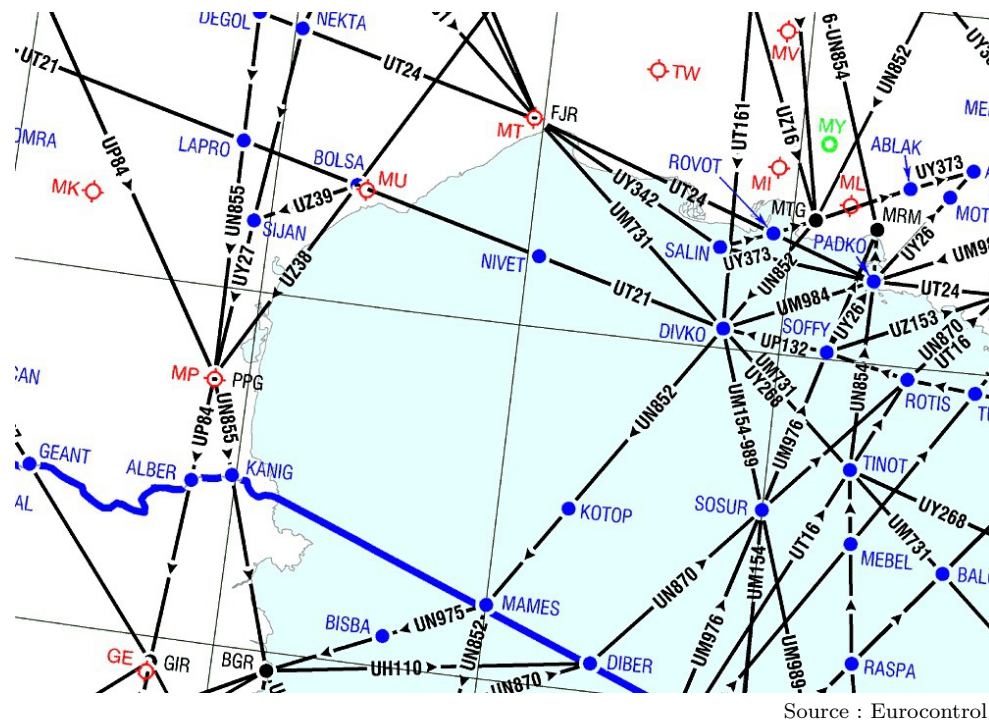 DEGOL
NEKTA
UT21
UT24
MV
6-UN854
UN852
TW
FJR
MT
UT161
UZ16
MY
OMRA
UP84
LAPRO
BOLSA
MU
MK
UN855
UZ39
SIJAN
UY27
UZ38
ROVOT
UY342
UT24
UM731
MI
ML
ABLAK
UY373
MTG
MRM
MOT
PADKO
UY26
SALIN
UY373
UN852
NIVET
UT21
UM984
UT24
DIVKO
SOFFY
UY26
UZ153
UP132
UN870
UT16
MP
PPG
CAN
UM731
UY268
UN854
ROTIS
UP84
UN855
UN852
UM154-989
UM976
GEANT
ALBER
KANIG
TINOT
AL
KOTOP
SOSUR
UT16
UY268
UM731
MEBEL
UN870
UM154
BISBA
UN975
MAMES
UN852
UM976
GE
GIR
BGR
UH110
UN870
DIBER
UM989
RASPA
Source : Eurocontrol